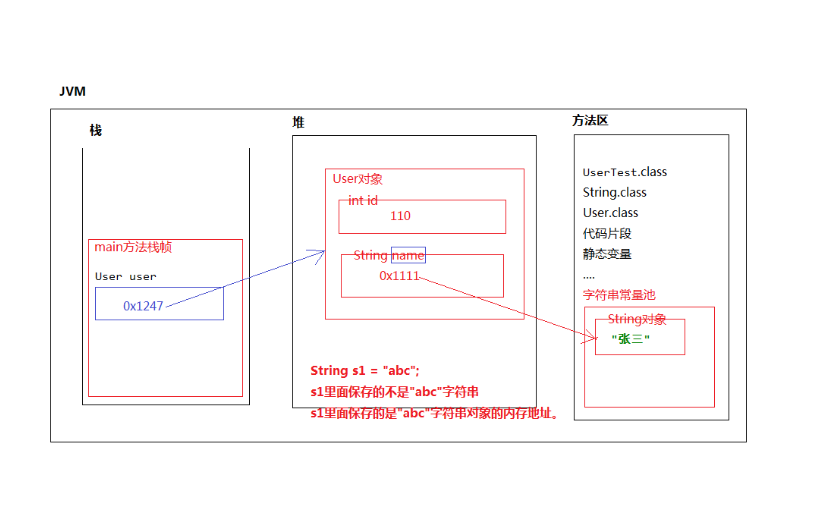 JVM
栈
main方法栈帧
User user
0x1247
堆
User对象
int id
110
String name
0x1111
String s1 = "abc";
s1里面保存的不是"abc"字符串
s1里面保存的是"abc"字符串对象的内存地址。
方法区
UserTest.class
String.class
User.class
代码片段
静态变量
....
字符串常量池
String对象
"张三"